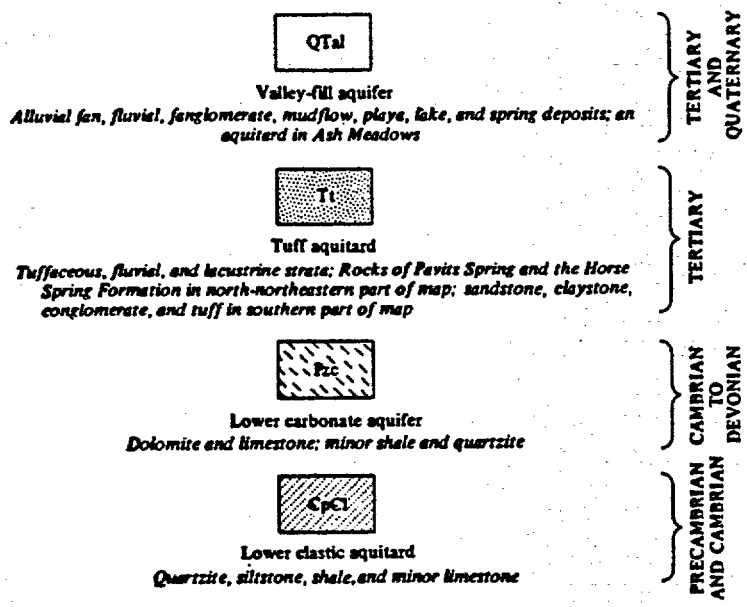 QTal
Valley-fill aquifer
Alluvial fan, fluvial, fanglomerate, mudflow, playa, lake, and spring deposits; an
aquitard in Ash Meadows
TERTIARY
AND
QUATERNARY
Tt
Tuff aquitard
Tuffaceous, fluvial, and lacustrine strata; Rocks of Pavits Spring and the Horse
Spring Formation in north-northeastern part of map; sandstone, claystone,
conglomerate, and tuff in southern part of map
TERTIARY
Pzc
Lower carbonate aquifer
Dolomite and limestone; minor shale and quartzite
CAMBRIAN
TO
DEVONIAN
CpCl
Lower clastic aquitard
Quartzite, siltstone, shale, and minor limestone
PRECAMBRIAN
AND CAMBRIAN